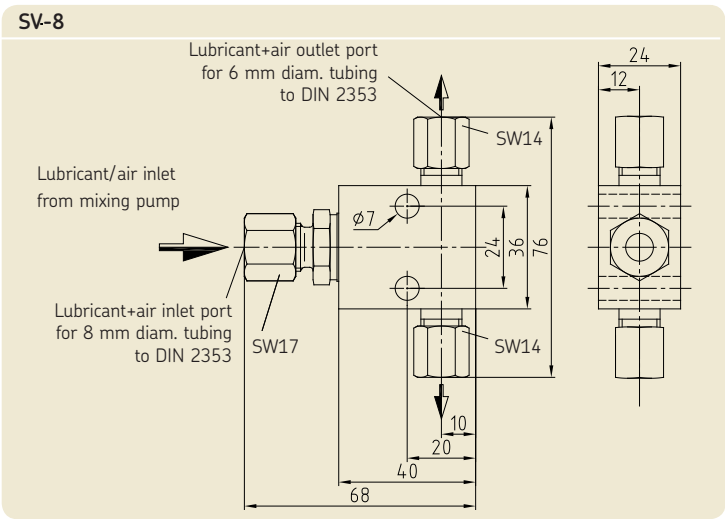 SV-8
Lubricant+air outlet port
for 6 mm diam. tubing
to DIN 2353
24
12
SW14
Lubricant/air inlet
from mixing pump
ø7
24
36
76
Lubricant+air inlet port
for 8 mm diam. tubing
to DIN 2353
SW17
SW14
10
20
40
68